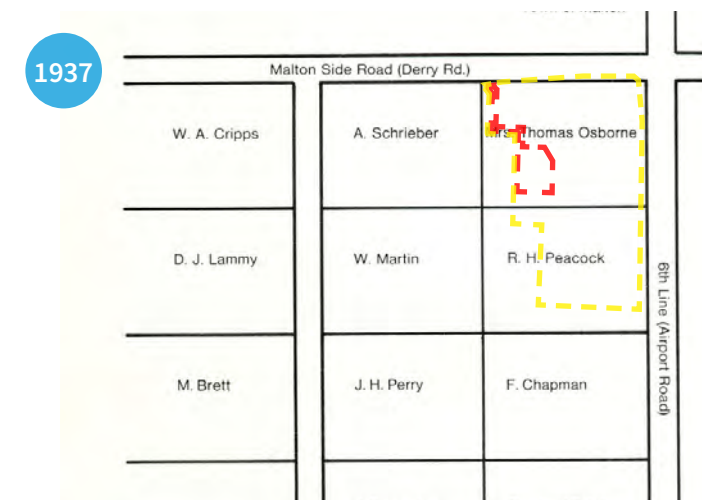 1937
Malton Side Road (Derry Rd.)
W. A. Cripps
A. Schrieber
Mrs. Thomas Osborne
D. J. Lammy
W. Martin
R. H. Peacock
6th Line (Airport Road)
M. Brett
J. H. Perry
F. Chapman